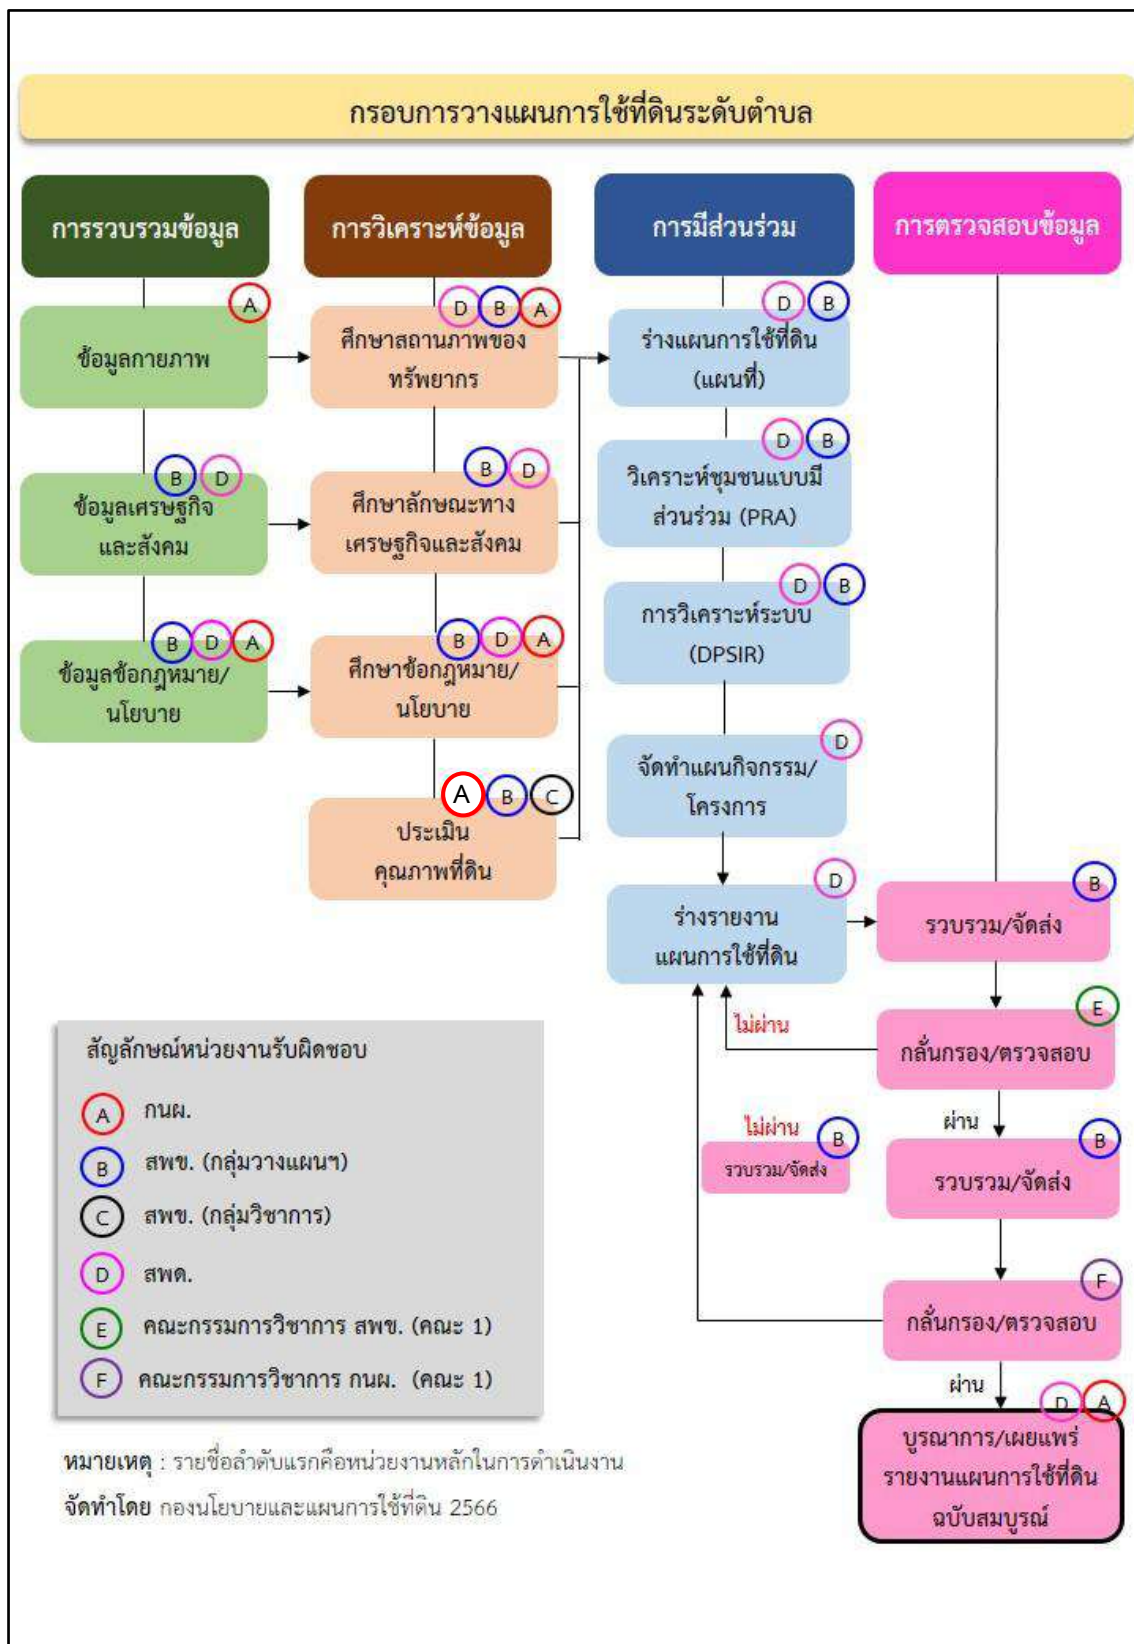 กรอบการวางแผนการใช้ที่ดินระดับตำบล
การรวบรวมข้อมูล
A
ข้อมูลกายภาพ
B D
ข้อมูลเศรษฐกิจ
และสังคม
B D A
ข้อมูลข้อกฎหมาย/
นโยบาย
การวิเคราะห์ข้อมูล
D B A
ศึกษาสถานภาพของ
ทรัพยากร
B D
ศึกษาลักษณะทาง
เศรษฐกิจและสังคม
B D A
ศึกษาข้อกฎหมาย/
นโยบาย
A B C
ประเมิน
คุณภาพที่ดิน
การมีส่วนร่วม
D B
ร่างแผนการใช้ที่ดิน
(แผนที่)
D B
วิเคราะห์ชุมชนแบบมี
ส่วนร่วม (PRA)
D B
การวิเคราะห์ระบบ
(DPSIR)
D
จัดทำแผนกิจกรรม/
โครงการ
D
ร่างรายงาน
แผนการใช้ที่ดิน
การตรวจสอบข้อมูล
B
รวบรวม/จัดส่ง
E
ไม่ผ่าน
กลั่นกรอง/ตรวจสอบ
ผ่าน
B
รวบรวม/จัดส่ง
ไม่ผ่าน
B
รวบรวม/จัดส่ง
F
กลั่นกรอง/ตรวจสอบ
ผ่าน
D A
บูรณาการ/เผยแพร่
รายงานแผนการใช้ที่ดิน
ฉบับสมบูรณ์
สัญลักษณ์หน่วยงานรับผิดชอบ
A กนผ.
B สพข. (กลุ่มวางแผนฯ)
C สพข. (กลุ่มวิชาการ)
D สพด.
E คณะกรรมการวิชาการ สพข. (คณะ 1)
F คณะกรรมการวิชาการ กนผ. (คณะ 1)
หมายเหตุ : รายชื่อลำดับแรกคือหน่วยงานหลักในการดำเนินงาน
จัดทำโดย กองนโยบายและแผนการใช้ที่ดิน 2566